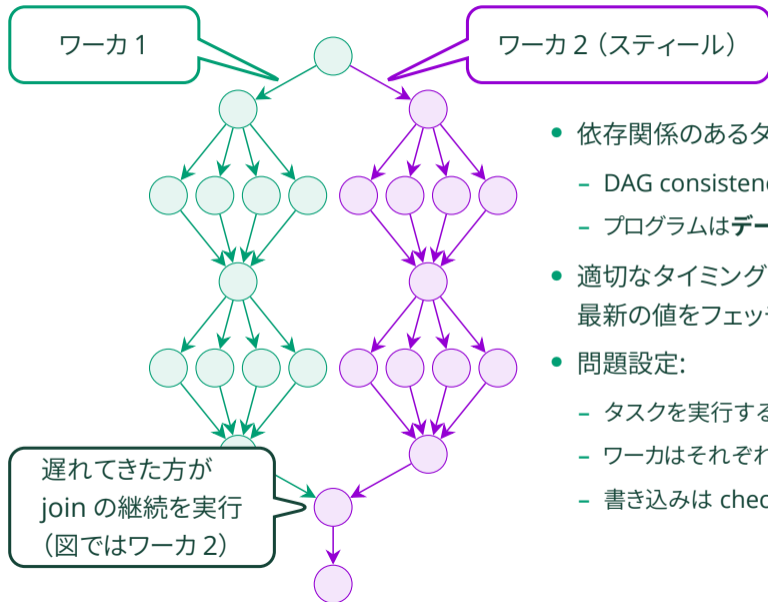 ワーカ 1
ワーカ 2（スティール）
• 依存関係のあるタ
– DAG consistenc
– プログラムはデー
• 適切なタイミング
最新の値をフェッチ
• 問題設定:
– タスクを実行する
– ワーカはそれぞれ
– 書き込みは chec
遅れてきた方が
join の継続を実行
（図ではワーカ 2）